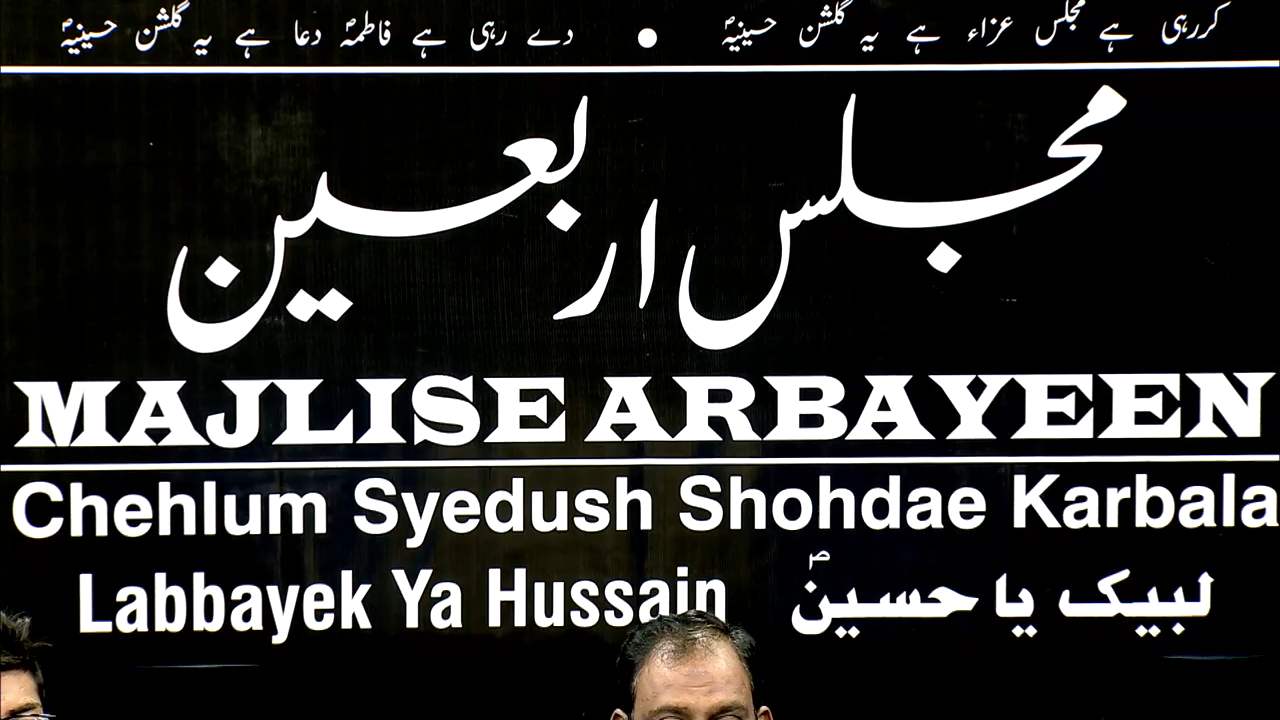 کررہی ہے مجلس عزاء ہے یہ گلشن حسینیہؐ • دے رہی ہے فاطمہؑ دعا ہے یہ گلشن حسینیہؐ
مجلس اربعین
MAJLISE ARBAYEEN
Chehlum Syedush Shohdae Karbala
Labbayek Ya Hussain لبیک یا حسینؐ